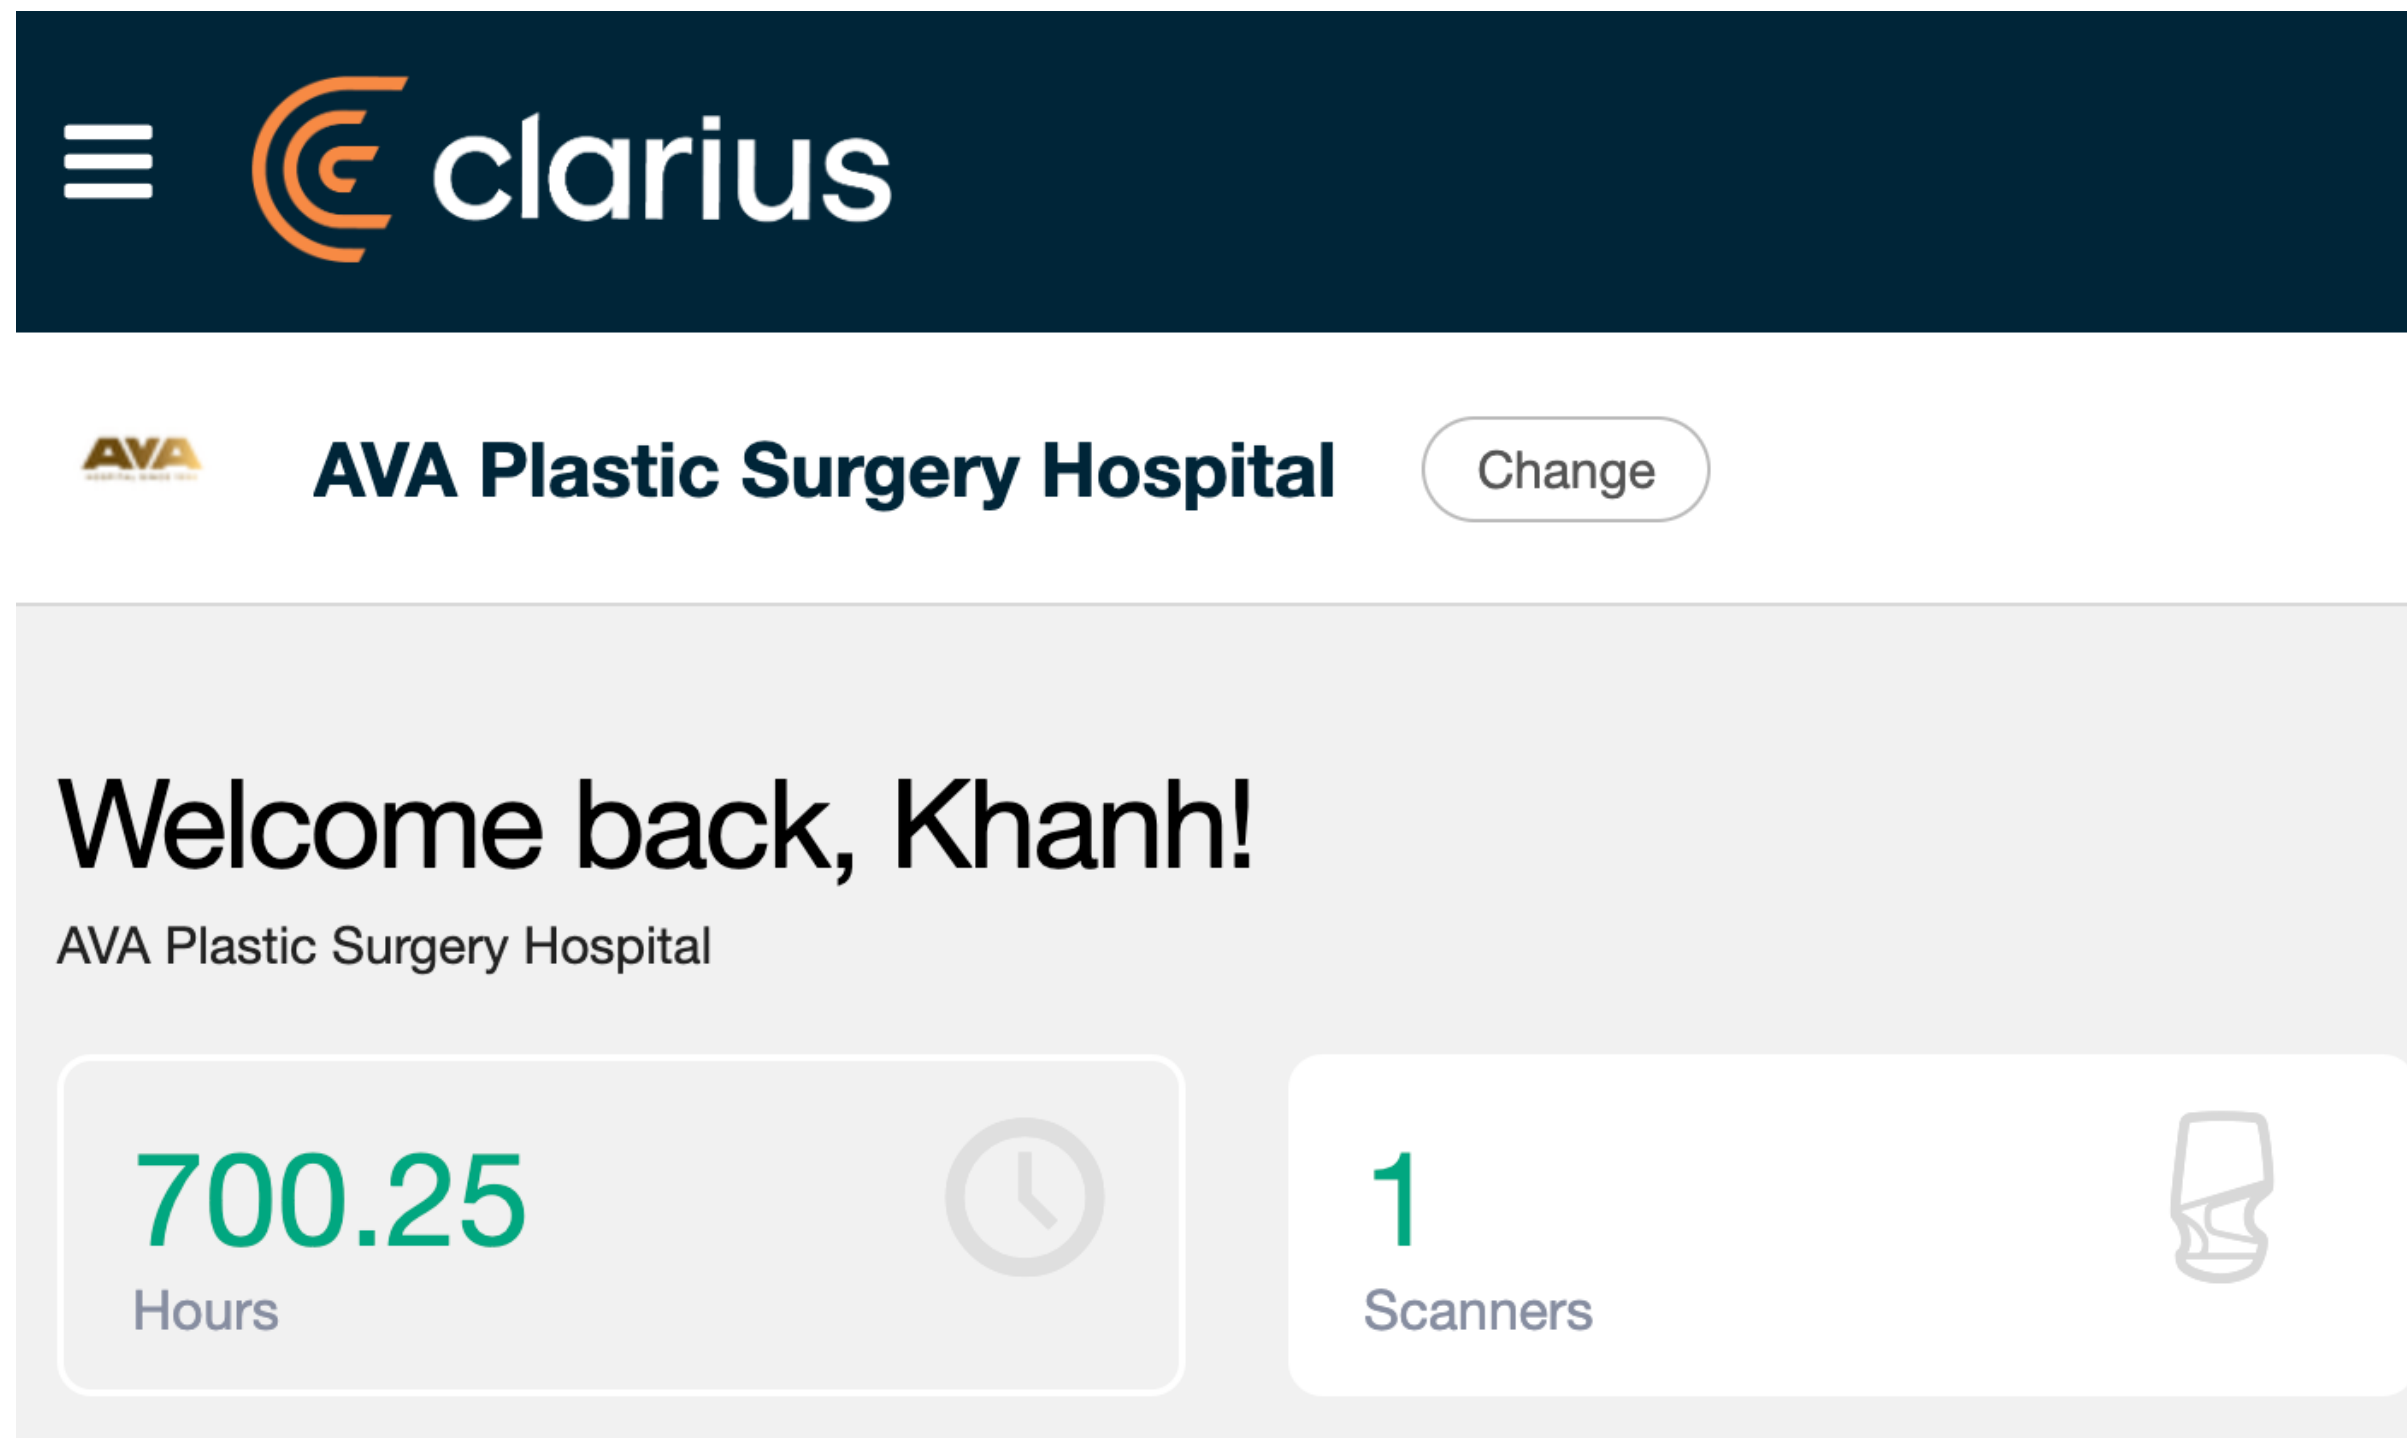 clarius
AVA
AVA Plastic Surgery Hospital
Change
Welcome back, Khanh!
AVA Plastic Surgery Hospital
700.25
Hours
1
Scanners